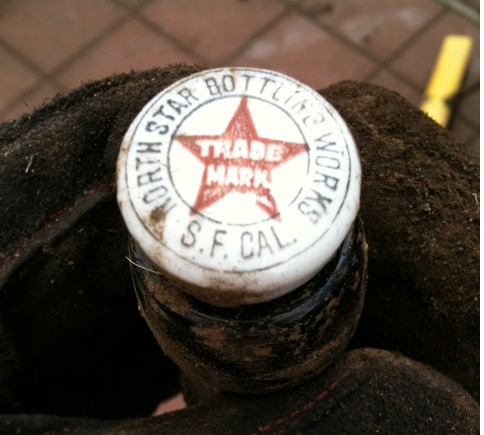 NORTH STAR BOTTLING WORKS
TRADE
MARK
S.F. CAL.